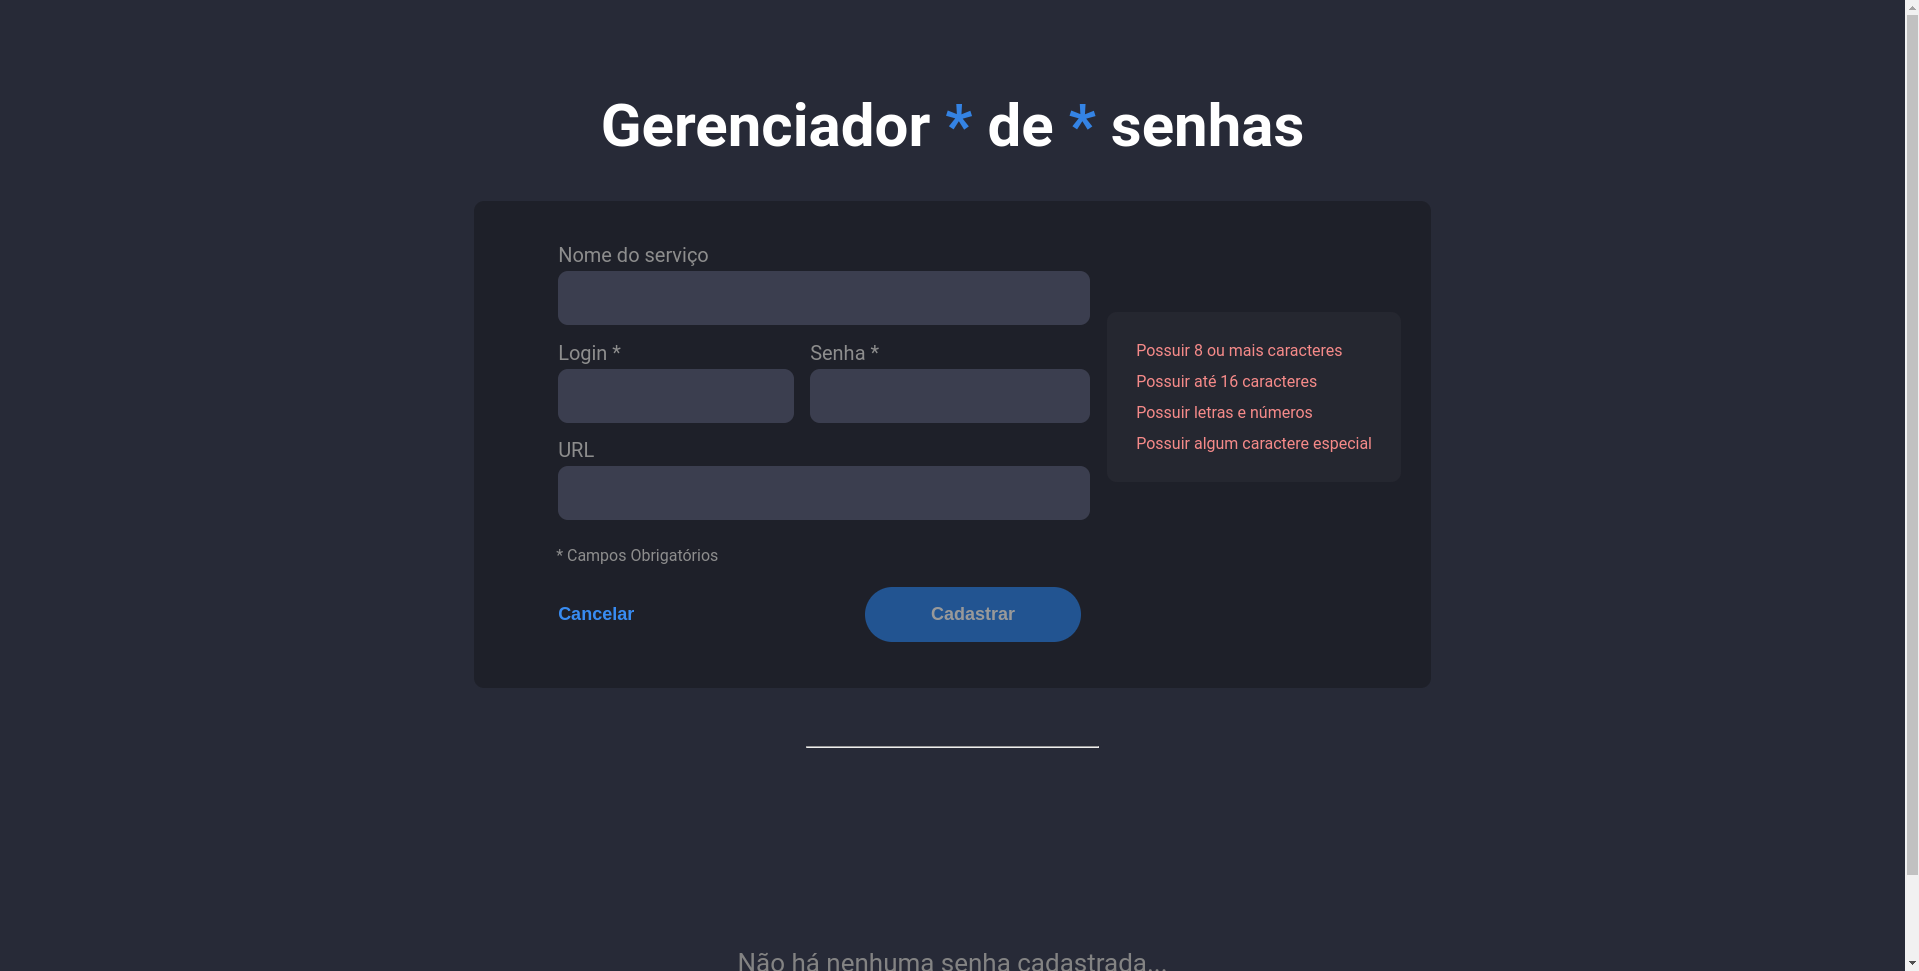 Gerenciador * de * senhas
Nome do serviço
Login *
Senha *
URL
Possuir 8 ou mais caracteres
Possuir até 16 caracteres
Possuir letras e números
Possuir algum caractere especial
* Campos Obrigatórios
Cancelar
Cadastrar
Não há nenhuma senha cadastrada...